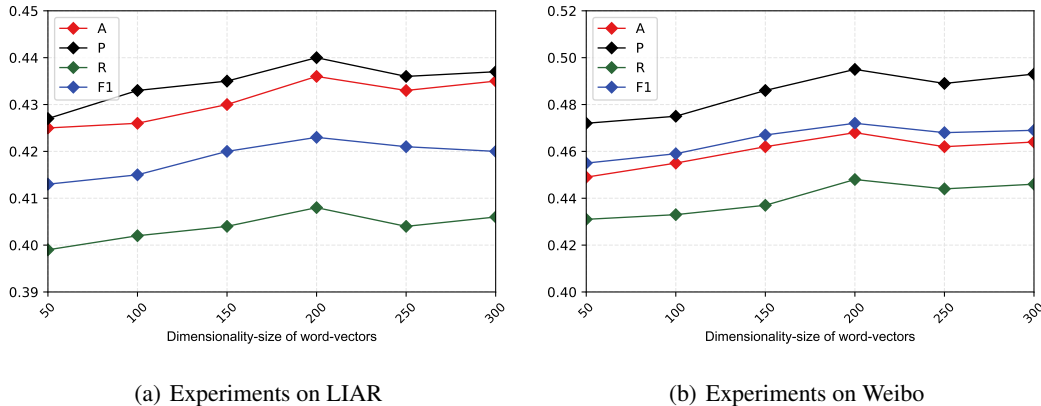 0.45
0.44
0.43
0.42
0.41
0.40
0.39
A
P
R
F1
50
100
150
200
250
300
Dimensionality-size of word-vectors
(a) Experiments on LIAR
0.52
0.50
0.48
0.46
0.44
0.42
0.40
A
P
R
F1
50
100
150
200
250
300
Dimensionality-size of word-vectors
(b) Experiments on Weibo